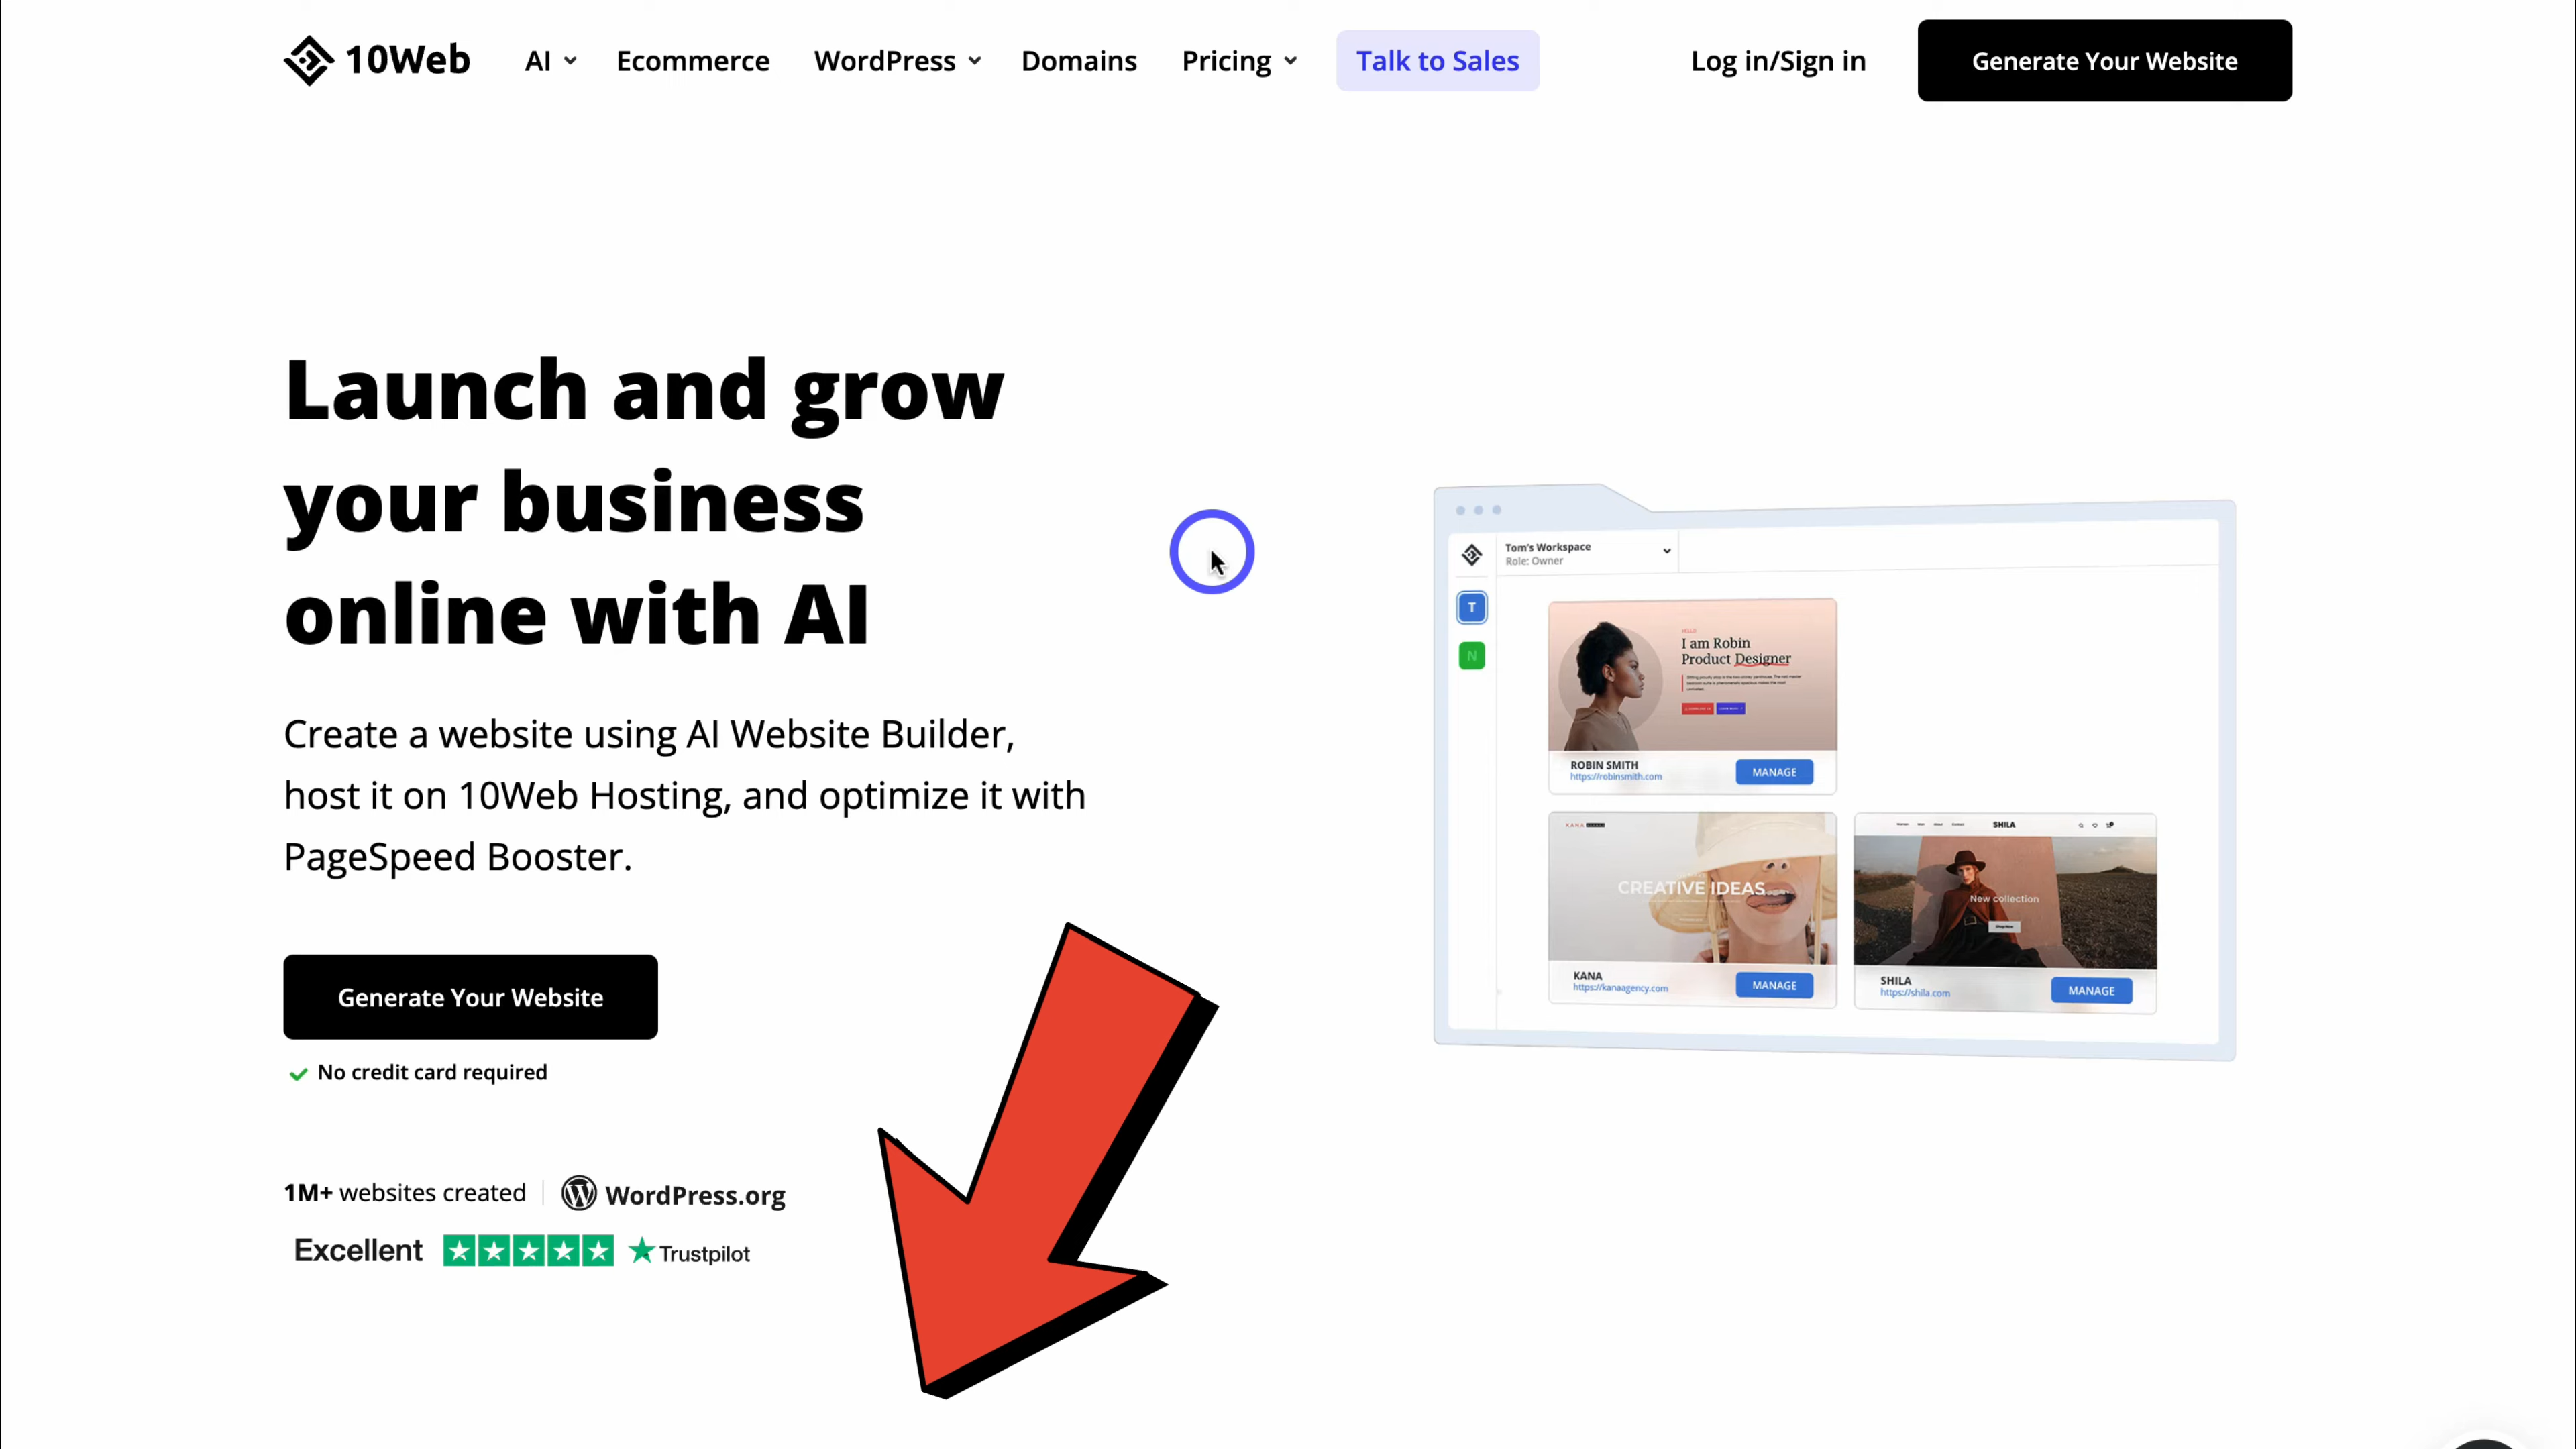 10Web
AI
Ecommerce
WordPress
Domains
Pricing
Talk to Sales
Log in/Sign in
Generate Your Website
Launch and grow
your business
online with AI
Create a website using AI Website Builder,
host it on 10Web Hosting, and optimize it with
PageSpeed Booster.
Generate Your Website
No credit card required
1M+ websites created
WordPress.org
Excellent
Trustpilot
Tom's Workspace
Role: Owner
T
N
HELLO
I am Robin
Product Designer
ROBIN SMITH
https://robinsmith.com
MANAGE
KANA
CREATIVE IDEAS
KANA
https://kanaagency.com
MANAGE
SHILA
New collection
Shop Now
SHILA
https://shila.com
MANAGE